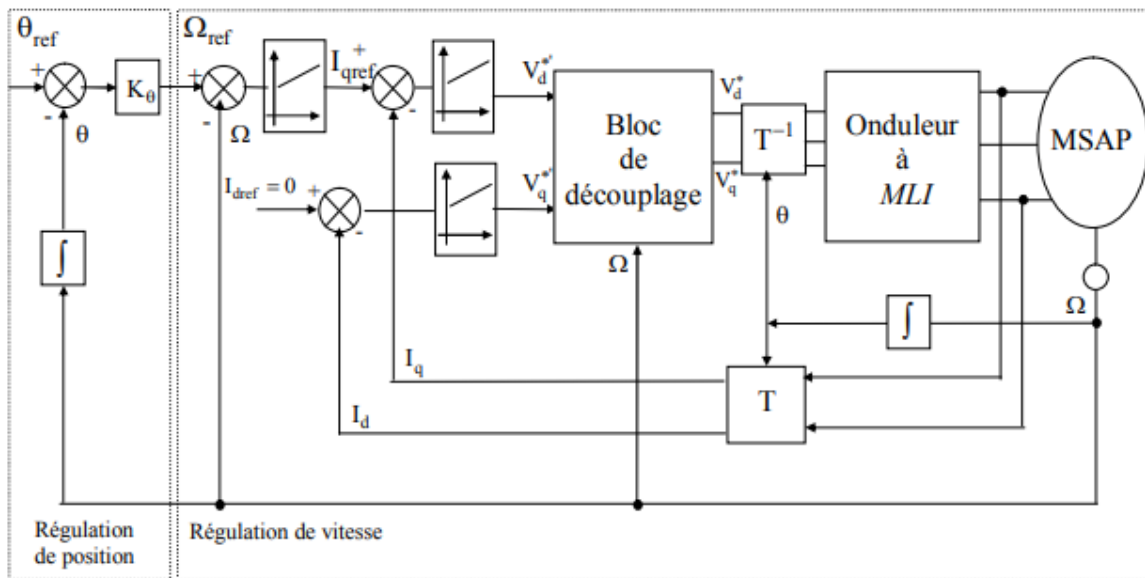 θref
Ωref
+
-
Kθ
θ
+
-
Ω
Iqref
+
-
Idref = 0
+
-
V*'d
V*'q
Bloc
de
découplage
Ω
V*d
V*q
T⁻¹
θ
Onduleur
à
MLI
MSAP
Ω
∫
∫
Iq
Id
T
Régulation
de position
Régulation de vitesse